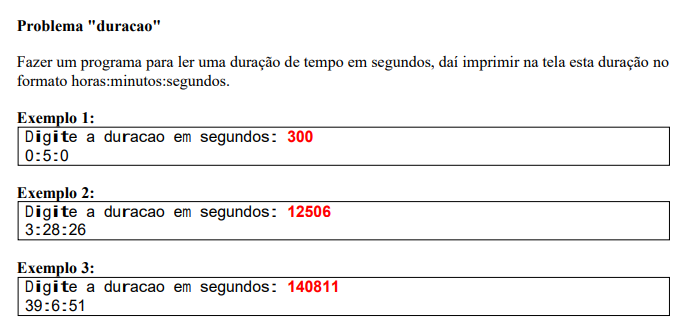 Problema "duracao"
Fazer um programa para ler uma duração de tempo em segundos, daí imprimir na tela esta duração no
formato horas:minutos:segundos.
Exemplo 1:
Digite a duracao em segundos: 300
0:5:0
Exemplo 2:
Digite a duracao em segundos: 12506
3:28:26
Exemplo 3:
Digite a duracao em segundos: 140811
39:6:51